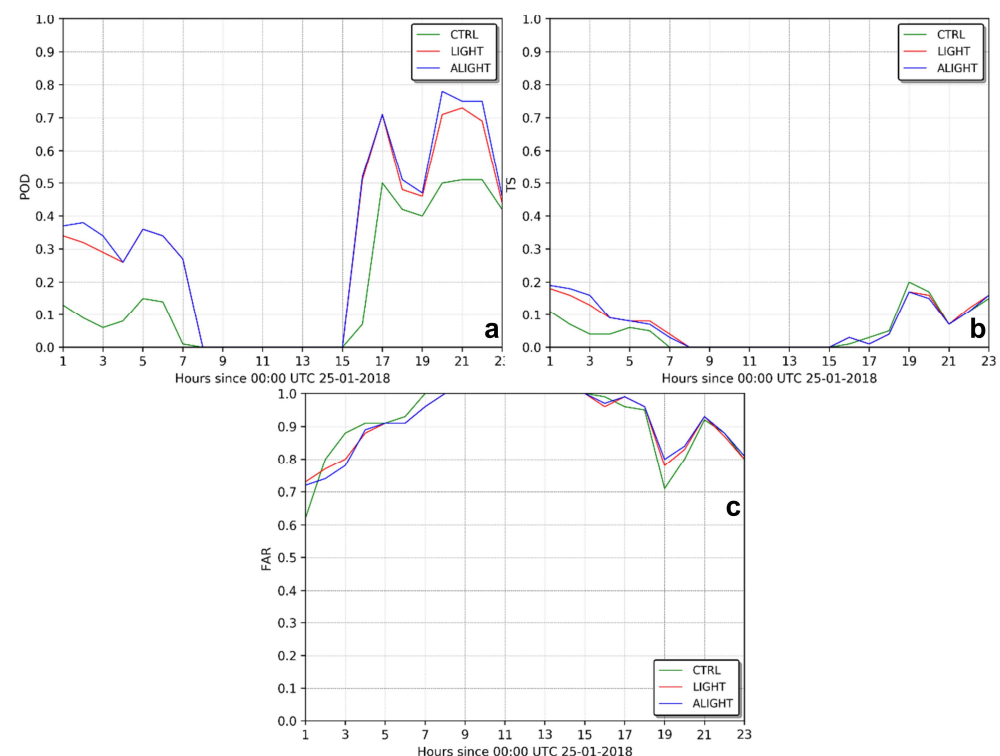 1.0
0.9
0.8
0.7
0.6
0.5
0.4
0.3
0.2
0.1
0.0
POD
CTRL
LIGHT
ALIGHT
a
1 3 5 7 9 11 13 15 17 19 21
Hours since 00:00 UTC 25-01-2018
1.0
0.9
0.8
0.7
0.6
0.5
0.4
0.3
0.2
0.1
0.0
TS
CTRL
LIGHT
ALIGHT
b
1 3 5 7 9 11 13 15 17 19 21 23
Hours since 00:00 UTC 25-01-2018
1.0
0.9
0.8
0.7
0.6
0.5
0.4
0.3
0.2
0.1
0.0
FAR
c
CTRL
LIGHT
ALIGHT
1 3 5 7 9 11 13 15 17 19 21 23
Hours since 00:00 UTC 25-01-2018